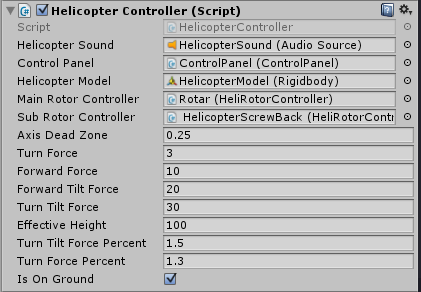 Helicopter Controller (Script)
Script HelicopterController
Helicopter Sound HelicopterSound (Audio Source)
Control Panel ControlPanel (ControlPanel)
Helicopter Model HelicopterModel (Rigidbody)
Main Rotor Controller Rotar (HeliRotorController)
Sub Rotor Controller HelicopterScrewBack (HeliRotorContr
Axis Dead Zone 0.25
Turn Force 3
Forward Force 10
Forward Tilt Force 20
Turn Tilt Force 30
Effective Height 100
Turn Tilt Force Percent 1.5
Turn Force Percent 1.3
Is On Ground